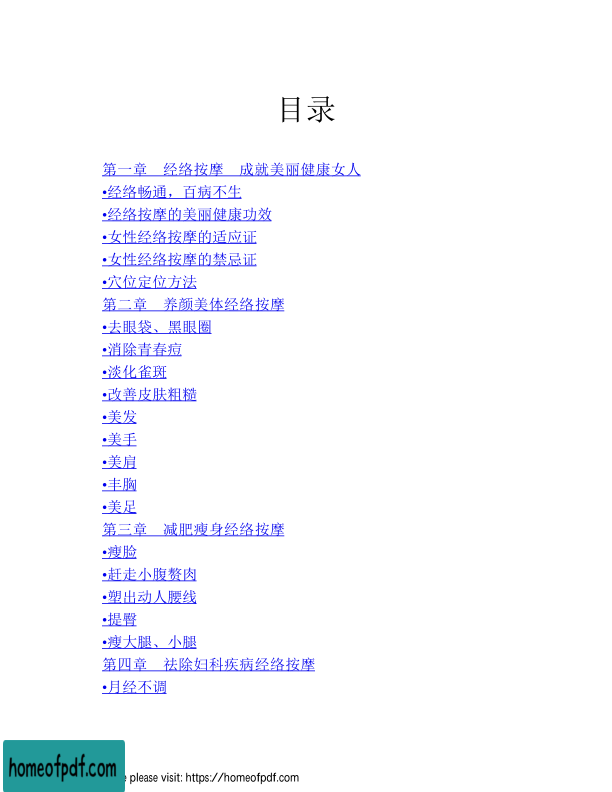 目录
第一章　经络按摩　成就美丽健康女人
•经络畅通，百病不生
•经络按摩的美丽健康功效
•女性经络按摩的适应证
•女性经络按摩的禁忌证
•穴位定位方法
第二章　养颜美体经络按摩
•去眼袋、黑眼圈
•消除青春痘
•淡化雀斑
•改善皮肤粗糙
•美发
•美手
•美肩
•丰胸
•美足
第三章　减肥瘦身经络按摩
•瘦脸
•赶走小腹赘肉
•塑出动人腰线
•提臀
•瘦大腿、小腿
第四章　祛除妇科疾病经络按摩
•月经不调
homeofpdf.com
please visit: https://homeofpdf.com